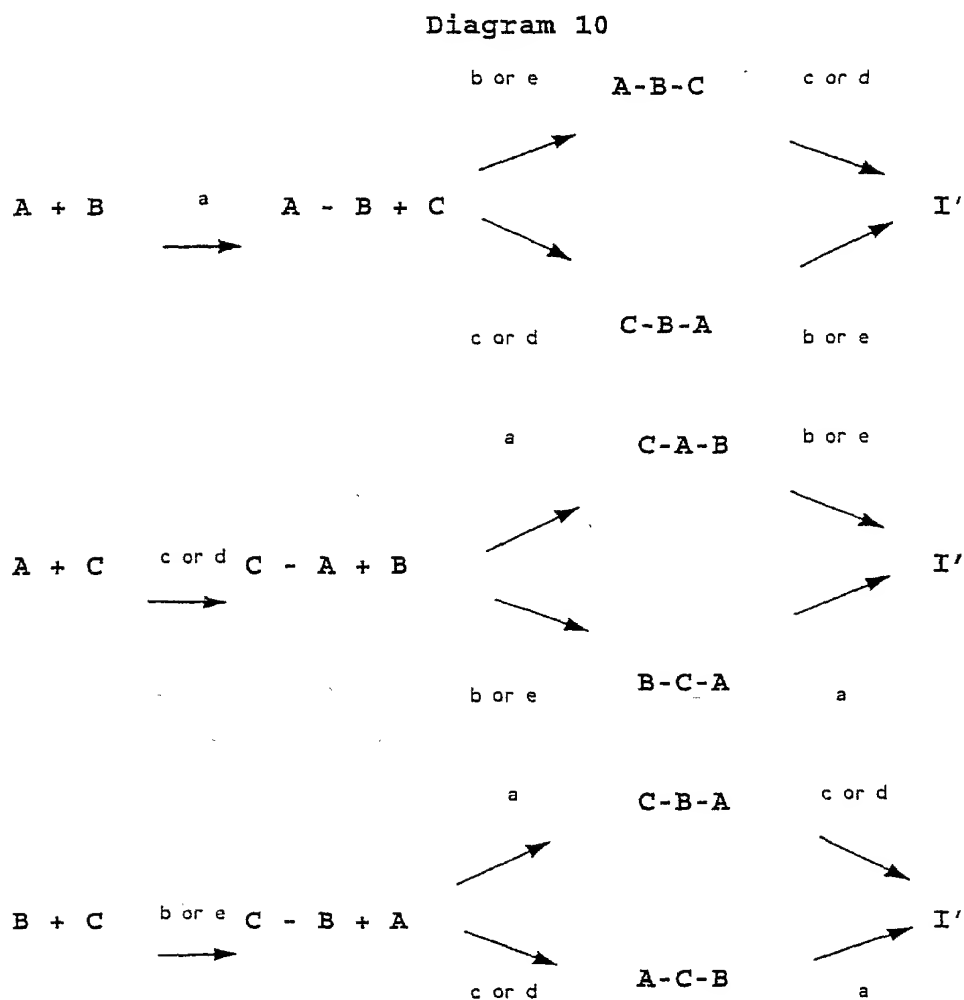 Diagram 10
b or e A-B-C c or d
A + B a A - B + C I'
c or d C-B-A b or e
a C-A-B b or e
A + C c or d C - A + B I'
b or e B-C-A a
a C-B-A c or d
B + C b or e C - B + A I'
c or d A-C-B a